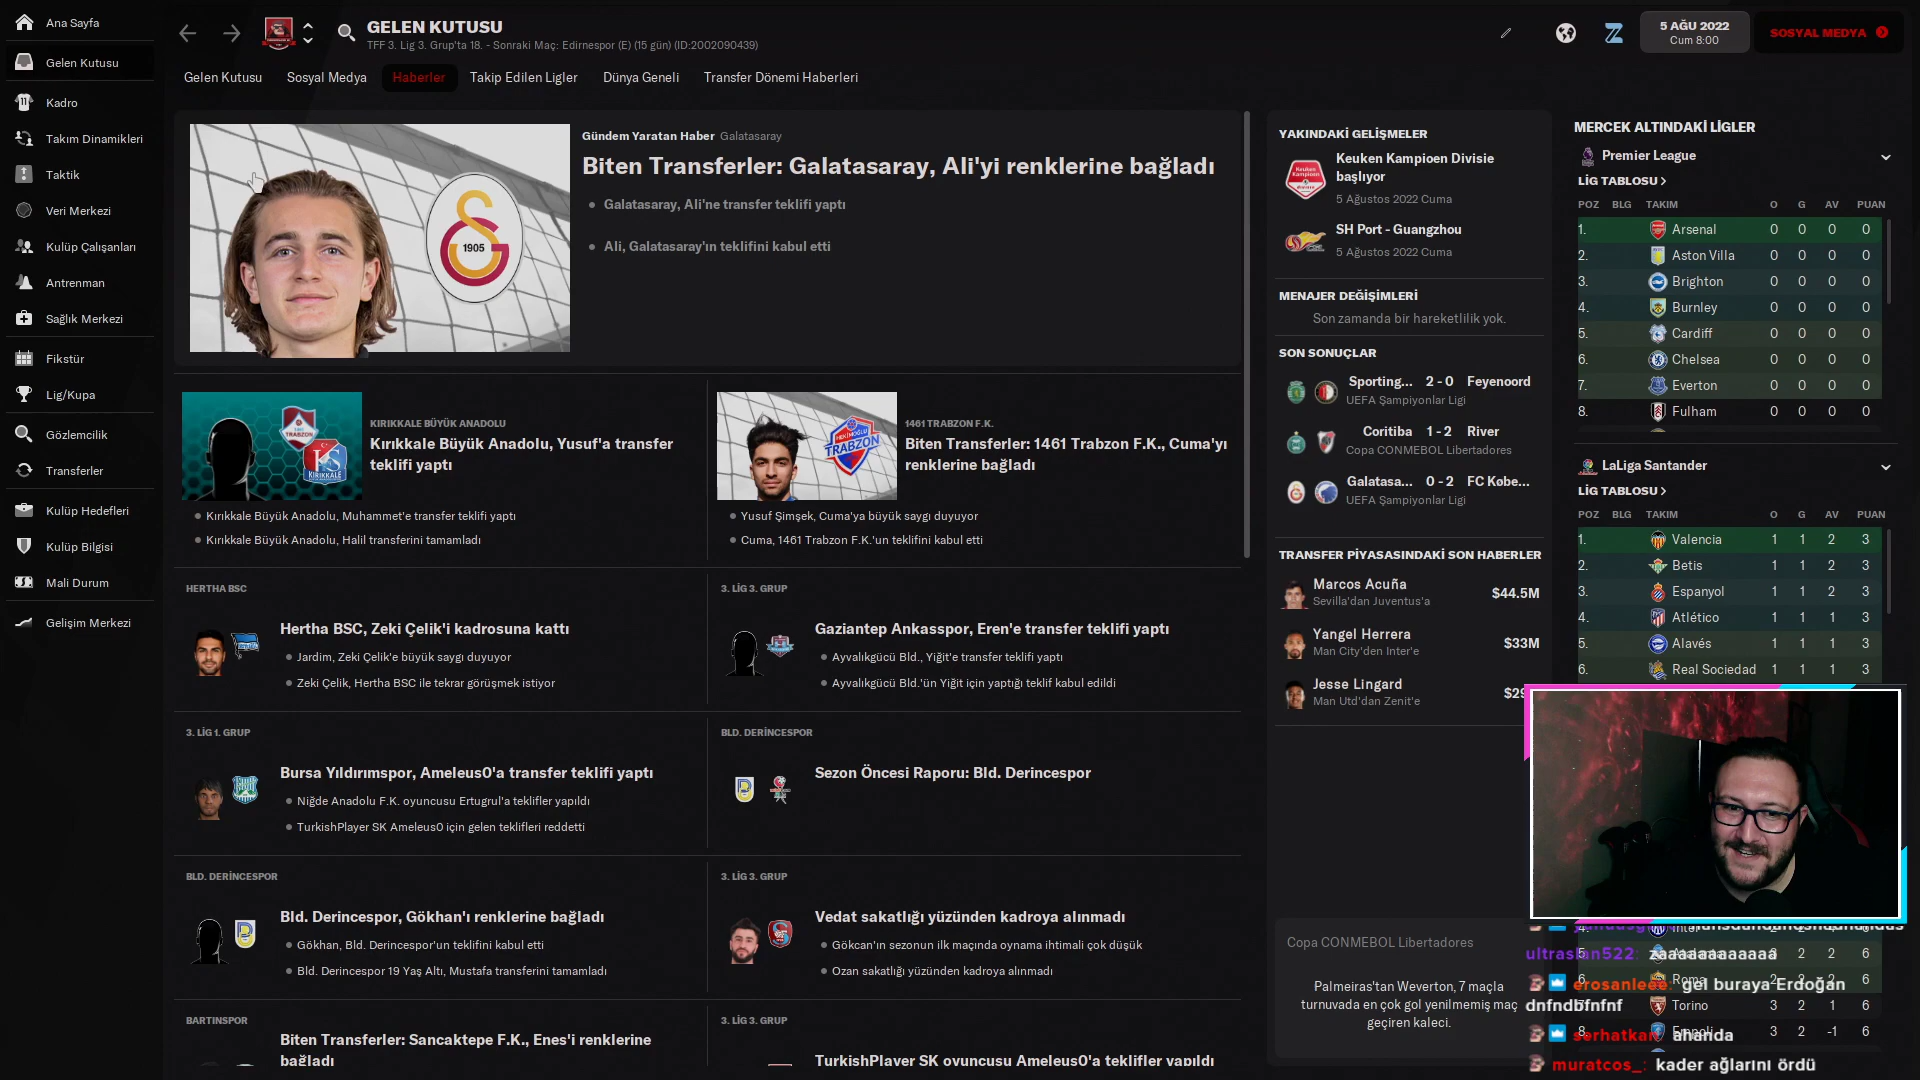 Ana Sayfa
Gelen Kutusu
Kadro
Takım Dinamikleri
Taktik
Veri Merkezi
Kulüp Çalışanları
Antrenman
Sağlık Merkezi
Fikstür
Lig/Kupa
Gözlemcilik
Transferler
Kulüp Hedefleri
Kulüp Bilgisi
Mali Durum
Gelişim Merkezi
GELEN KUTUSU
TFF 3. Lig 3. Grup'ta 18. - Sonraki Maç: Edirnespor (E) (15 gün) (ID:2002090439)
5 AĞU 2022
Cum 8:00
SOSYAL MEDYA
Gelen Kutusu Sosyal Medya Haberler Takip Edilen Ligler Dünya Geneli Transfer Dönemi Haberleri
1905
Gündem Yaratan Haber Galatasaray
Biten Transferler: Galatasaray, Ali'yi renklerine bağladı
Galatasaray, Ali'ne transfer teklifi yaptı
Ali, Galatasaray'ın teklifini kabul etti
KIRIKKALE BÜYÜK ANADOLU
Kırıkkale Büyük Anadolu, Yusuf'a transfer
teklifi yaptı
Kırıkkale Büyük Anadolu, Muhammet'e transfer teklifi yaptı
Kırıkkale Büyük Anadolu, Halil transferini tamamladı
TRABZON
1461 TRABZON F.K.
Biten Transferler: 1461 Trabzon F.K., Cuma'yı
renklerine bağladı
Yusuf Şimşek, Cuma'ya büyük saygı duyuyor
Cuma, 1461 Trabzon F.K.'un teklifini kabul etti
HERTHA BSC
Hertha BSC, Zeki Çelik'i kadrosuna kattı
Jardim, Zeki Çelik'e büyük saygı duyuyor
Zeki Çelik, Hertha BSC ile tekrar görüşmek istiyor
3. LİG 3. GRUP
Gaziantep Ankasspor, Eren'e transfer teklifi yaptı
Ayvalıkgücü Bld., Yiğit'e transfer teklifi yaptı
Ayvalıkgücü Bld.'ün Yiğit için yaptığı teklif kabul edildi
3. LİG 1. GRUP
Bursa Yıldırımspor, Ameleus0'a transfer teklifi yaptı
Niğde Anadolu F.K. oyuncusu Ertugrul'a teklifler yapıldı
TurkishPlayer SK Ameleus0 için gelen teklifleri reddetti
BLD. DERİNCESPOR
Sezon Öncesi Raporu: Bld. Derincespor
BLD. DERİNCESPOR
Bld. Derincespor, Gökhan'ı renklerine bağladı
Gökhan, Bld. Derincespor'un teklifini kabul etti
Bld. Derincespor 19 Yaş Altı, Mustafa transferini tamamladı
3. LİG 3. GRUP
Vedat sakatlığı yüzünden kadroya alınmadı
Gökcan'ın sezonun ilk maçında oynama ihtimali çok düşük
Ozan sakatlığı yüzünden kadroya alınmadı
BARTINSPOR
Biten Transferler: Sancaktepe F.K., Enes'i renklerine
bağladı
3. LİG 3. GRUP
TurkishPlayer SK oyuncusu Ameleus0'a teklifler yapıldı
YAKINDAKİ GELİŞMELER
Keuken Kampioen Divisie
başlıyor
5 Ağustos 2022 Cuma
SH Port - Guangzhou
5 Ağustos 2022 Cuma
MENAJER DEĞİŞİMLERİ
Son zamanda bir hareketlilik yok.
SON SONUÇLAR
Sporting... 2 - 0 Feyenoord
UEFA Şampiyonlar Ligi
Coritiba 1 - 2 River
Copa CONMEBOL Libertadores
Galatasa... 0 - 2 FC Købe...
UEFA Şampiyonlar Ligi
TRANSFER PİYASASINDAKİ SON HABERLER
Marcos Acuña $44.5M
Sevilla'dan Juventus'a
Yangel Herrera $33M
Man City'den Inter'e
Jesse Lingard
Man Utd'dan Zenit'e
Copa CONMEBOL Libertadores
Palmeiras'tan Weverton, 7 maçla
turnuvada en çok gol yenilmemiş maç
geçiren kaleci.
MERCEK ALTINDAKİ LİGLER
Premier League
LİG TABLOSU >
POZ BLG TAKIM O G AV PUAN
1. Arsenal 0 0 0 0
2. Aston Villa 0 0 0 0
3. Brighton 0 0 0 0
4. Burnley 0 0 0 0
5. Cardiff 0 0 0 0
6. Chelsea 0 0 0 0
7. Everton 0 0 0 0
8. Fulham 0 0 0 0
LaLiga Santander
LİG TABLOSU >
POZ BLG TAKIM O G AV PUAN
1. Valencia 1 1 2 3
2. Betis 1 1 2 3
3. Espanyol 1 1 2 3
4. Atlético 1 1 1 3
5. Alavés 1 1 1 3
6. Real Sociedad 1 1 1 3
4. Inter
5. 2 2 6
ultraslan522: zaaaaaaaaaaaa
6. Roma 2 6
erosanleee: gel buraya Erdoğan
dnfndbfnfnf
Torino 3 2 1 6
8. Empoli 3 2 -1 6
serhatkan: ahanda
muratcos_: kader ağlarını ördü